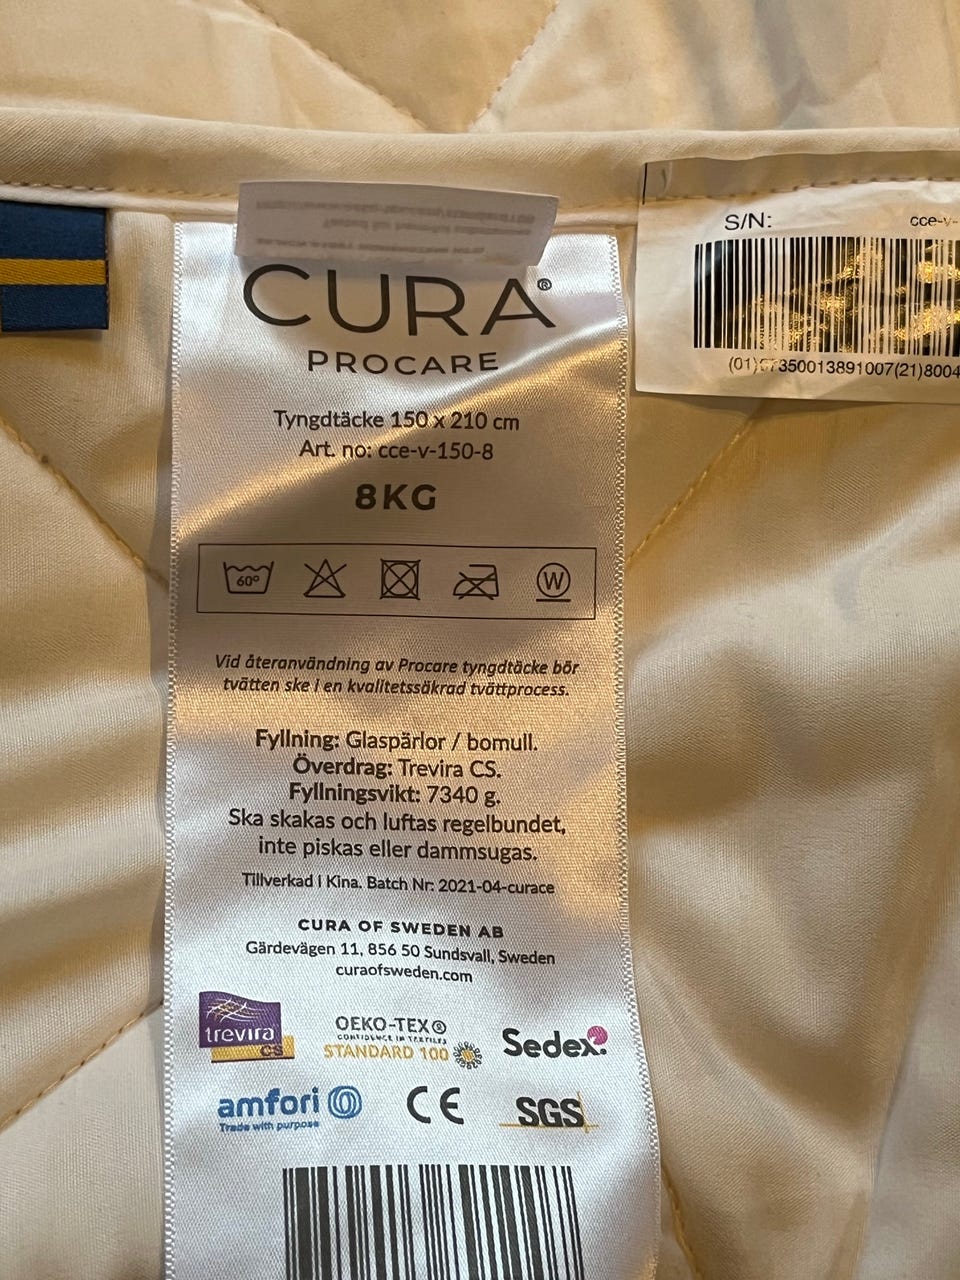 CURA®
PROCARE
Tyngdtäcke 150 x 210 cm
Art. no: cce-v-150-8
8KG
60°
W
Vid återanvändning av Procare tyngdtäcke bör
tvätten ske i en kvalitetssäkrad tvättprocess.
Fyllning: Glaspärlor / bomull.
Överdrag: Trevira CS.
Fyllningsvikt: 7340 g.
Ska skakas och luftas regelbundet,
inte piskas eller dammsugas.
Tillverkad i Kina. Batch Nr: 2021-04-curace
CURA OF SWEDEN AB
Gärdevägen 11, 856 50 Sundsvall, Sweden
curaofsweden.com
trevira
CS
OEKO-TEX®
CONFIDENCE IN TEXTILES
STANDARD 100
Sedex
amfori
Trade with purpose
CE
SGS
S/N:
cce-v-
(01)07350013891007(21)8004